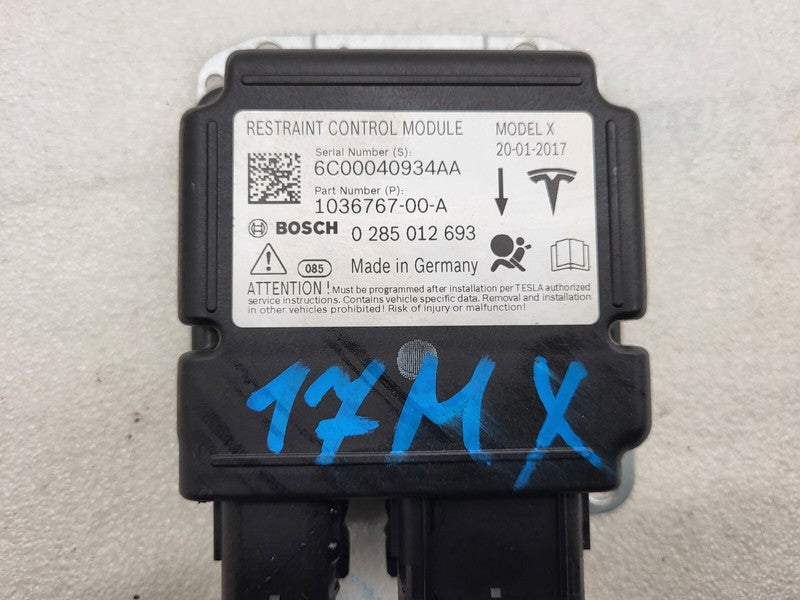 RESTRAINT CONTROL MODULE MODEL X
20-01-2017
Serial Number (S):
6C00040934AA
Part Number (P):
1036767-00-A
BOSCH 0 285 012 693
085 Made in Germany
ATTENTION ! Must be programmed after installation per TESLA authorized
service instructions. Contains vehicle specific data. Removal and installation
in other vehicles prohibited! Risk of injury or malfunction!
17MX